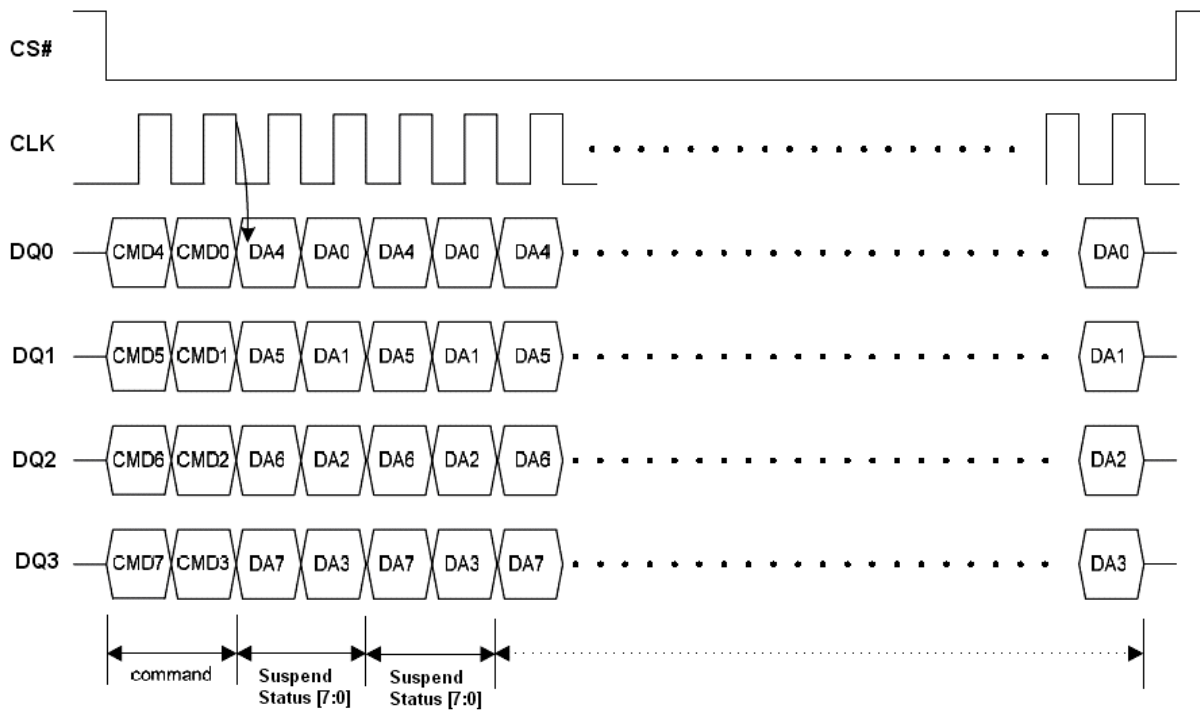 CS#
CLK
DQ0 CMD4 CMD0 DA4 DA0 DA4 DA0 DA4 DA0
DQ1 CMD5 CMD1 DA5 DA1 DA5 DA1 DA5 DA1
DQ2 CMD6 CMD2 DA6 DA2 DA6 DA2 DA6 DA2
DQ3 CMD7 CMD3 DA7 DA3 DA7 DA3 DA7 DA3
command
Suspend
Status [7:0]
Suspend
Status [7:0]